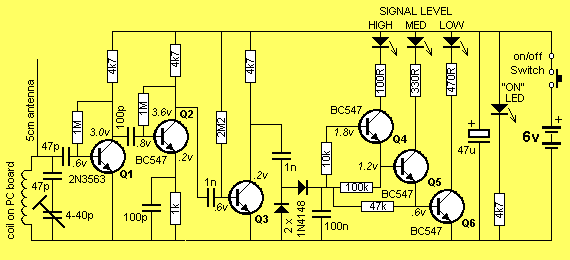 SIGNAL LEVEL
HIGH MED LOW
on/off
Switch
"ON"
LED
6v
+
+
47u
4k7
4k7
4k7
4k7
100R
330R
470R
5cm antenna
coil on PC board
47p
47p
4-40p
1M
3.0v
.6v
2N3563
Q1
100p
1M
3.6v
.8v
Q2
BC547
.2v
1k
100p
2M2
1n
.6v
.2v
Q3
1n
2 x
1N4148
100n
10k
100k
47k
BC547
1.8v
Q4
1.2v
Q5
BC547
.6v
Q6
BC547